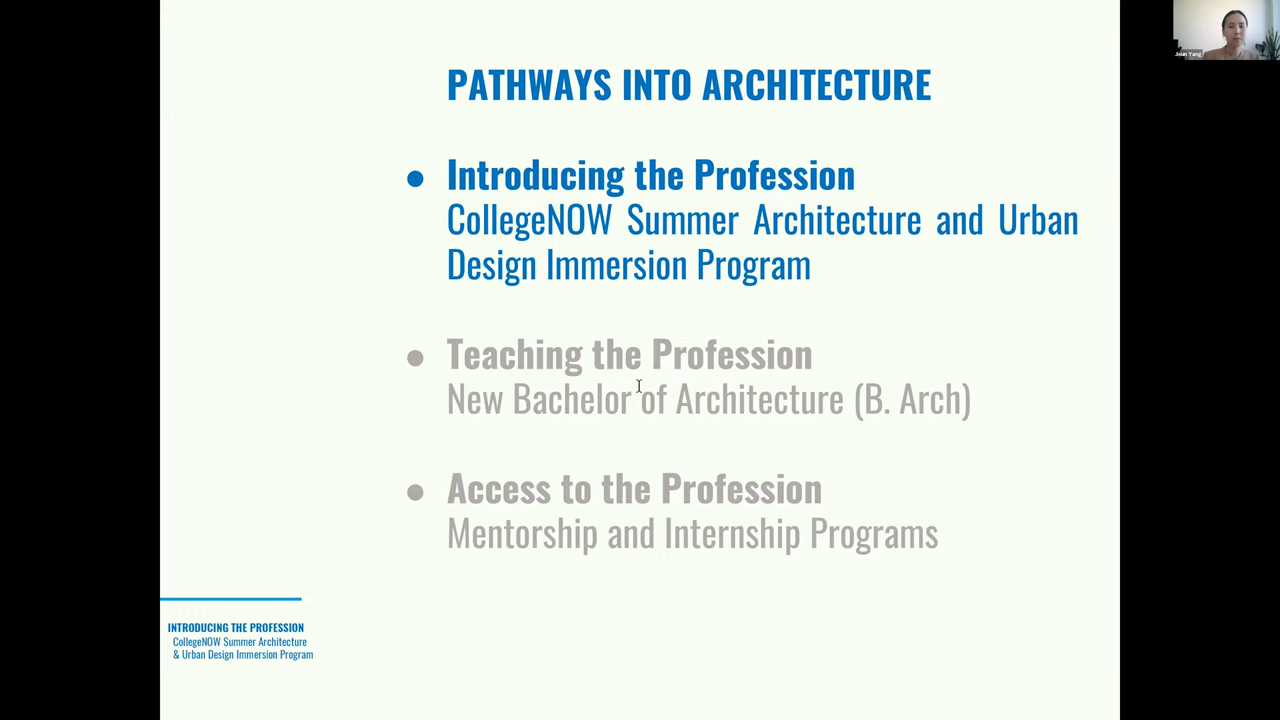 PATHWAYS INTO ARCHITECTURE
● Introducing the Profession
CollegeNOW Summer Architecture and Urban
Design Immersion Program
● Teaching the Profession
New Bachelor of Architecture (B. Arch)
● Access to the Profession
Mentorship and Internship Programs
INTRODUCING THE PROFESSION
CollegeNOW Summer Architecture
& Urban Design Immersion Program
Jieun Yang